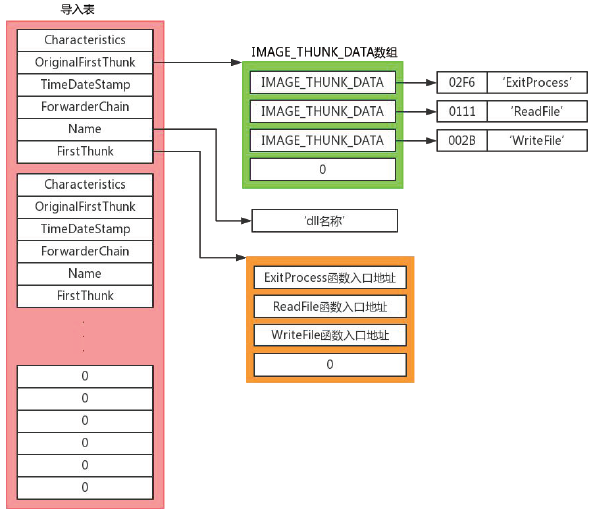 导入表
Characteristics
OriginalFirstThunk
TimeDateStamp
ForwarderChain
Name
FirstThunk
Characteristics
OriginalFirstThunk
TimeDateStamp
ForwarderChain
Name
FirstThunk
.
.
.
0
0
0
0
0
0
IMAGE_THUNK_DATA数组
IMAGE_THUNK_DATA
IMAGE_THUNK_DATA
IMAGE_THUNK_DATA
0
02F6 'ExitProcess'
0111 'ReadFile'
002B 'WriteFile'
'dll名称'
ExitProcess函数入口地址
ReadFile函数入口地址
WriteFile函数入口地址
0